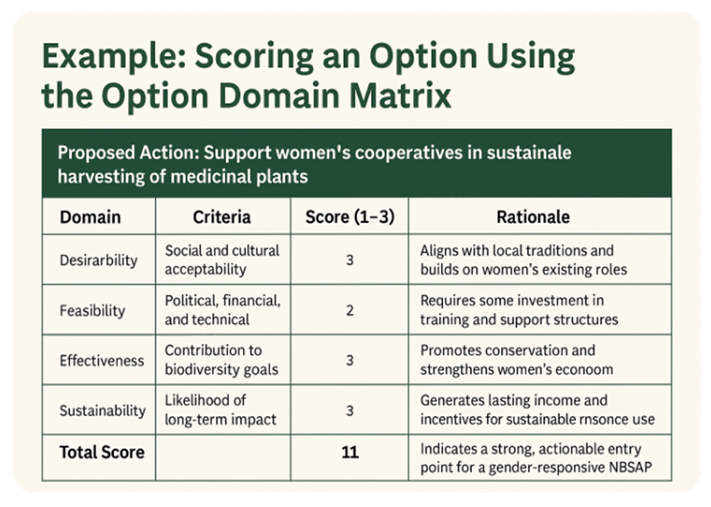 Example: Scoring an Option Using
the Option Domain Matrix
Proposed Action: Support women's cooperatives in sustainale
harvesting of medicinal plants
Domain Criteria Score (1–3) Rationale
Desirarbility
Social and cultural
acceptability
3
Aligns with local traditions and
builds on women's existing roles
Feasibility
Political, financial,
and technical
2
Requires some investment in
training and support structures
Effectiveness
Contribution to
biodiversity goals
3
Promotes conservation and
strengthens women's econoom
Sustainability
Likelihood of
long-term impact
3
Generates lasting income and
incentives for sustainable rnsonce use
Total Score
11
Indicates a strong, actionable entry
point for a gender-responsive NBSAP